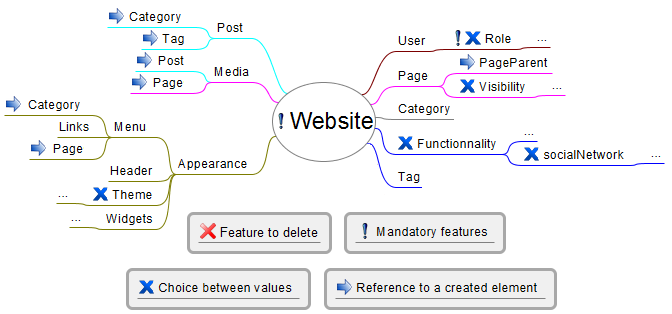 Website
Post
Category
Tag
Media
Post
Page
Appearance
Menu
Category
Links
Page
Header
Theme
...
Widgets
...
User
Role
...
Page
PageParent
Visibility
...
Category
Functionnality
...
socialNetwork
...
Tag
Feature to delete
Mandatory features
Choice between values
Reference to a created element